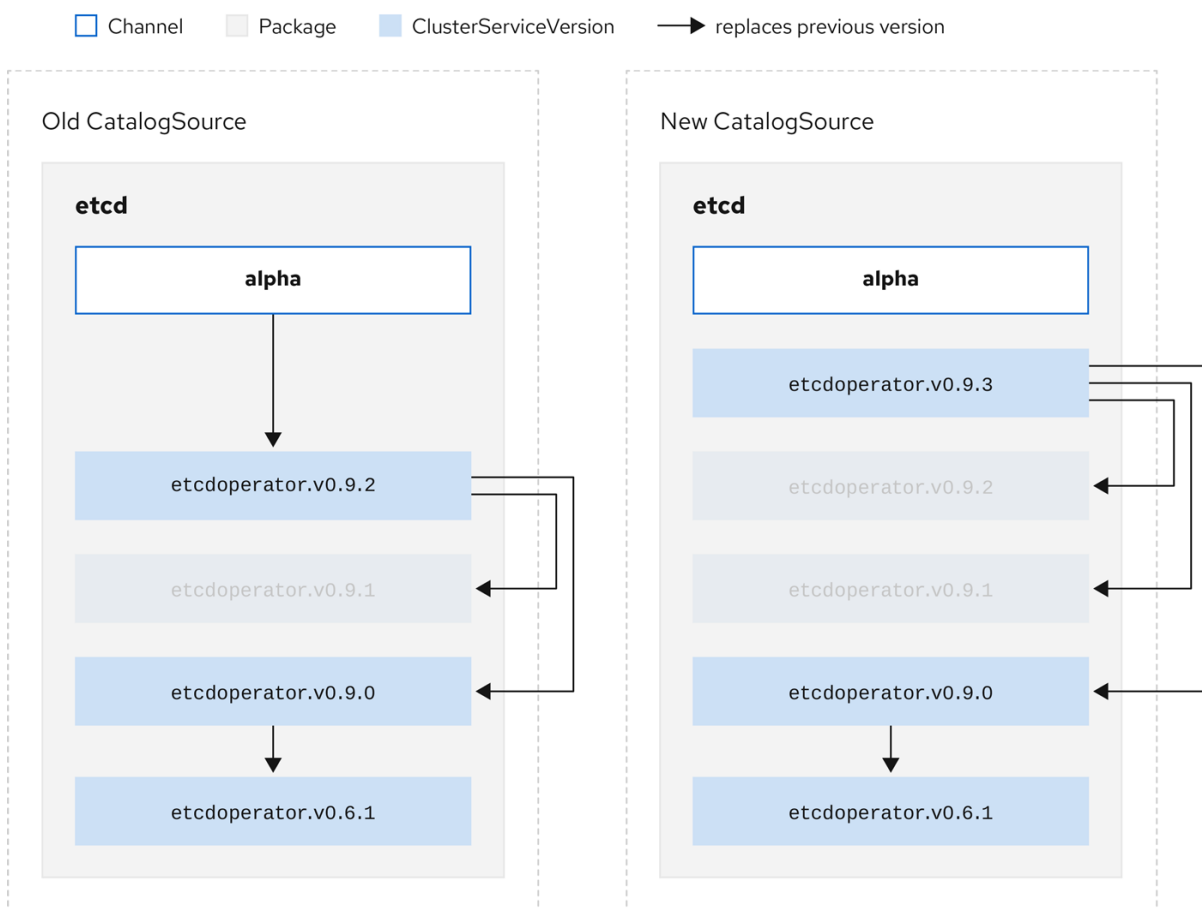 Channel
Package
ClusterServiceVersion
replaces previous version
Old CatalogSource
etcd
alpha
etcdoperator.v0.9.2
etcdoperator.v0.9.1
etcdoperator.v0.9.0
etcdoperator.v0.6.1
New CatalogSource
etcd
alpha
etcdoperator.v0.9.3
etcdoperator.v0.9.2
etcdoperator.v0.9.1
etcdoperator.v0.9.0
etcdoperator.v0.6.1